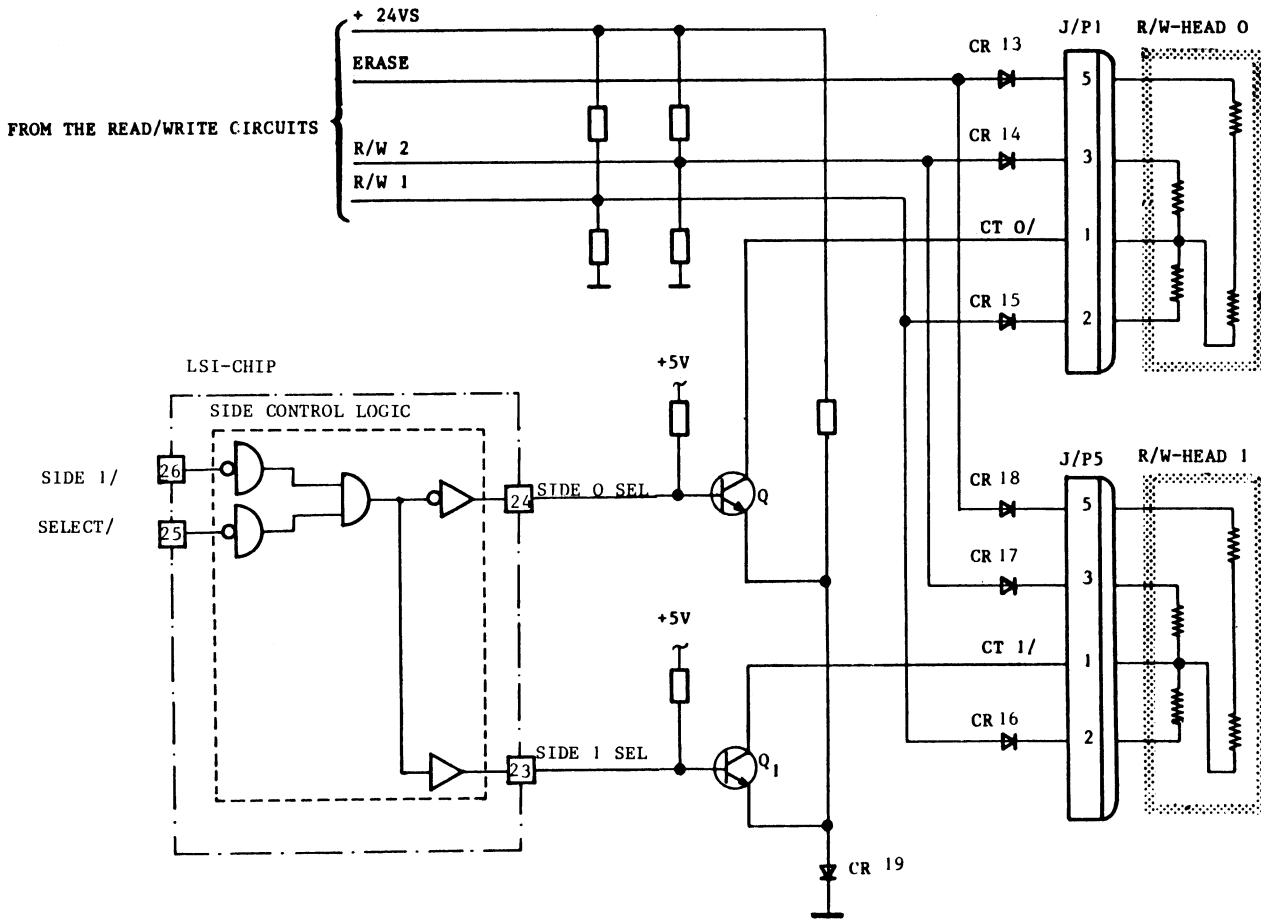 + 24VS
J/P1
R/W-HEAD 0
CR 13
ERASE
5
FROM THE READ/WRITE CIRCUITS
CR 14
R/W 2
3
R/W 1
CT 0/
1
CR 15
2
LSI-CHIP
+5V
SIDE CONTROL LOGIC
J/P5
R/W-HEAD 1
SIDE 1/
26
CR 18
24
SIDE 0 SEL
Q
5
SELECT/
25
CR 17
3
+5V
CT 1/
1
CR 16
2
23
SIDE 1 SEL
Q1
CR 19